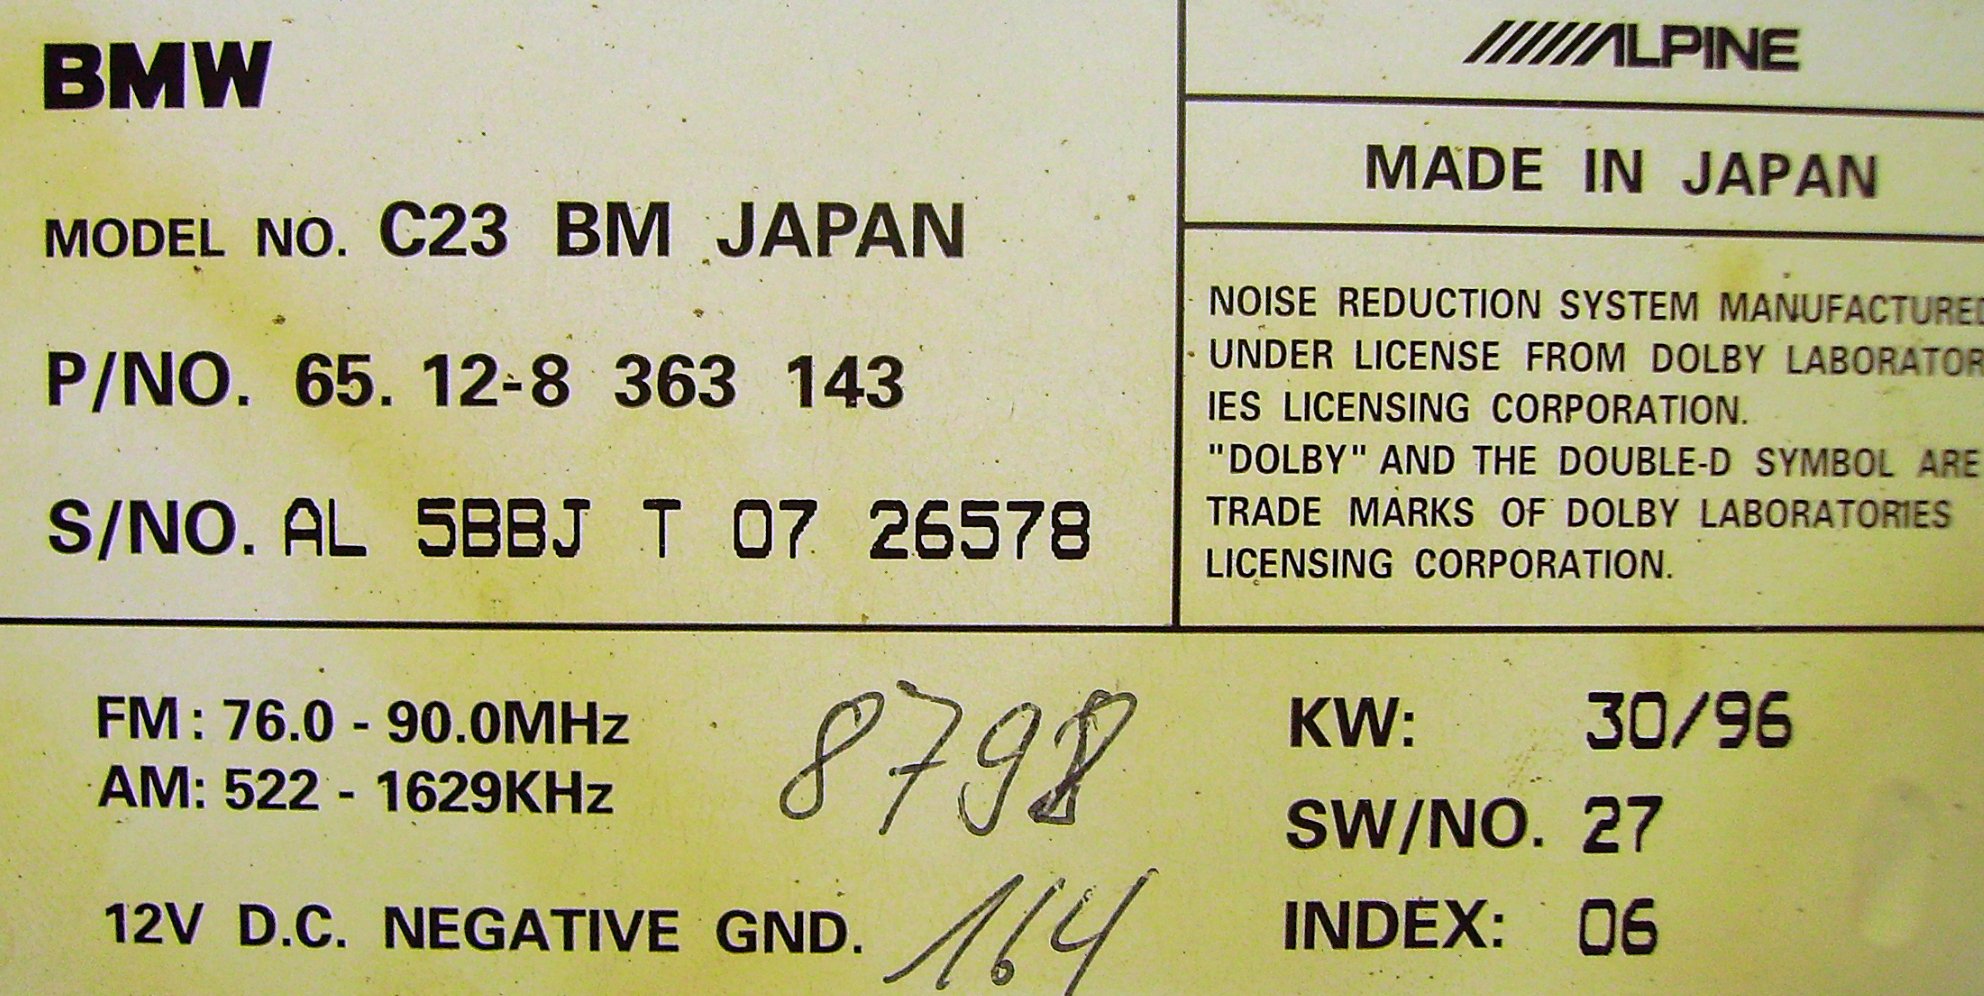 BMW
MODEL NO. C23 BM JAPAN
P/NO. 65. 12-8 363 143
S/NO. AL 5BBJ T 07 26578
ALPINE
MADE IN JAPAN
NOISE REDUCTION SYSTEM MANUFACTURED
UNDER LICENSE FROM DOLBY LABORATOR
IES LICENSING CORPORATION.
"DOLBY" AND THE DOUBLE-D SYMBOL ARE
TRADE MARKS OF DOLBY LABORATORIES
LICENSING CORPORATION.
FM: 76.0 - 90.0MHz
AM: 522 - 1629KHz
12V D.C. NEGATIVE GND.
8798
1.4
KW: 30/96
SW/NO. 27
INDEX: 06